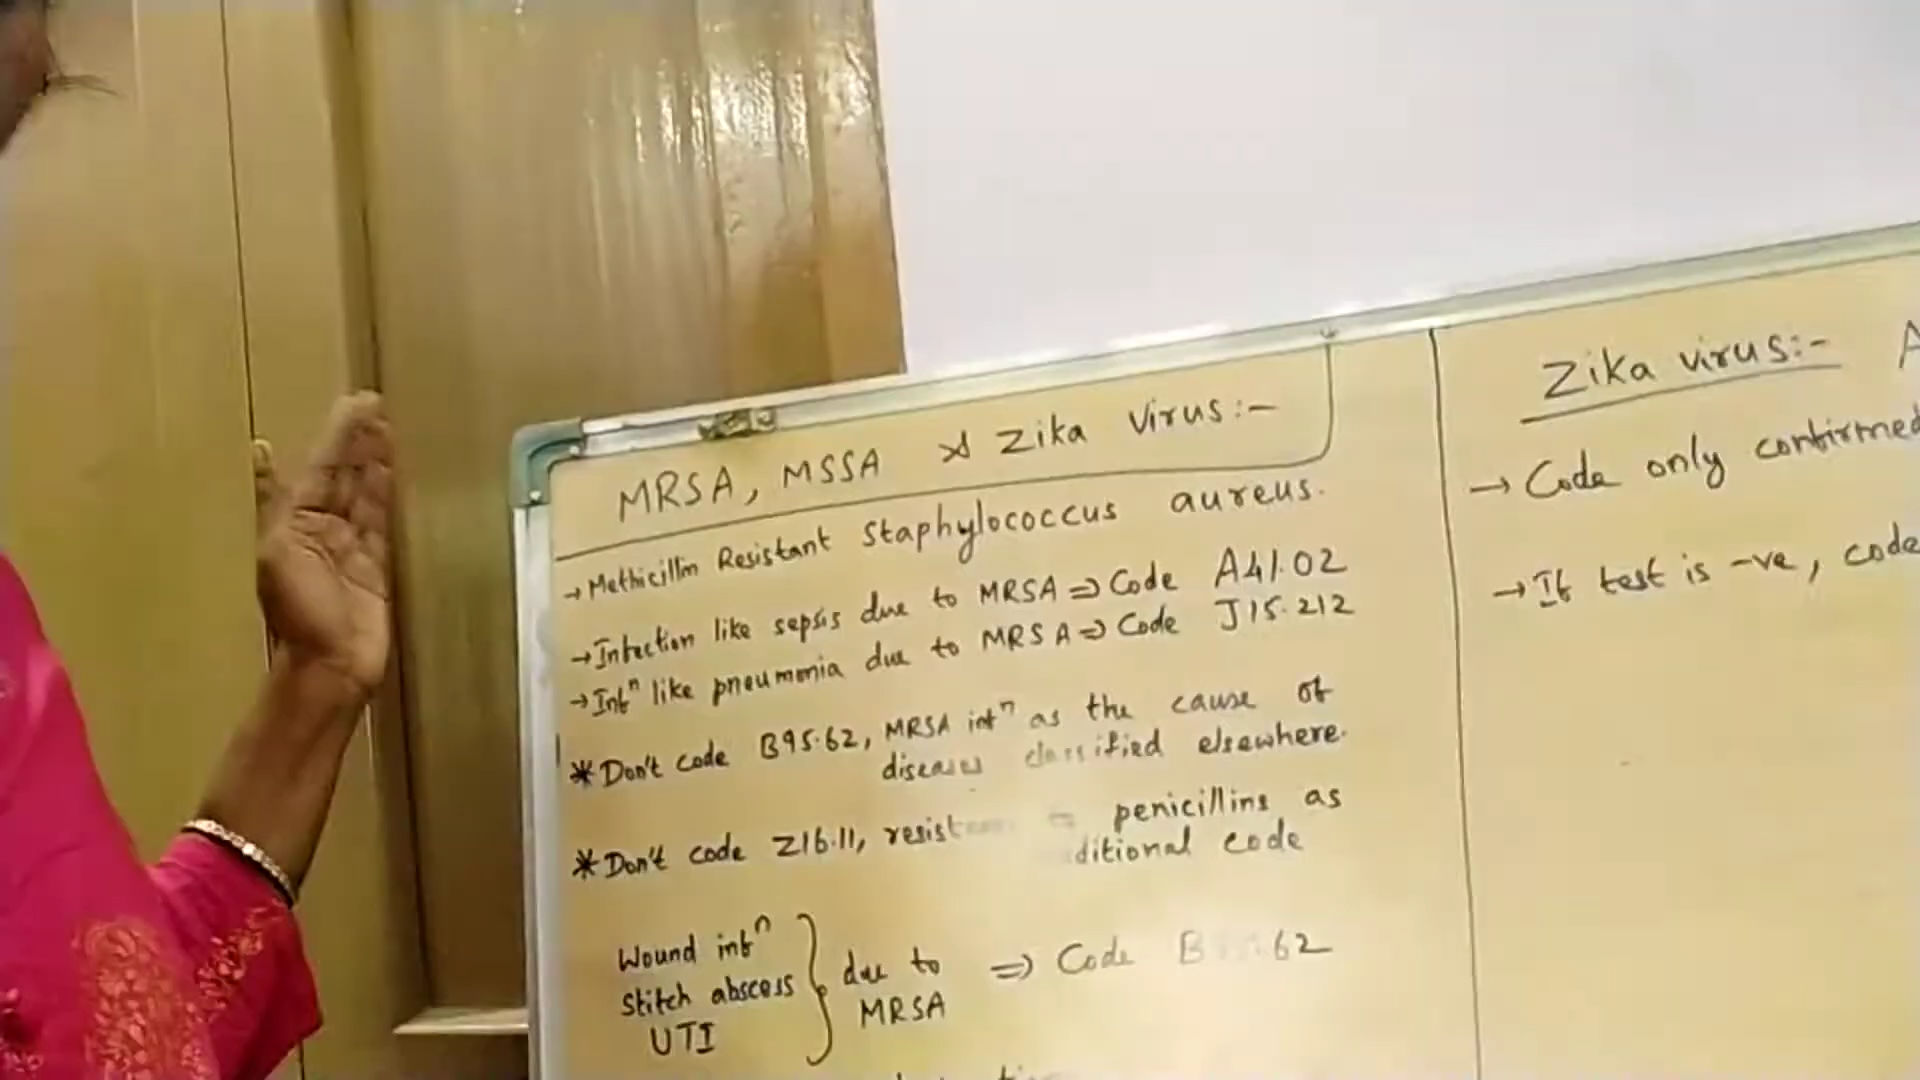 MRSA, MSSA & Zika Virus:-
→ Methicillin Resistant Staphylococcus aureus.
→ Infection like sepsis due to MRSA ⇒ Code A41.02
→ Infⁿ like pneumonia due to MRSA ⇒ Code J15.212
* Don't code B95.62, MRSA infⁿ as the cause of
diseases classified elsewhere.
* Don't code Z16.11, penicillins as
code
Wound infⁿ
Stitch abscess
UTI
due to
MRSA
⇒ Code
Zika virus:-
→ Code only confirmed
→ If test is -ve, code